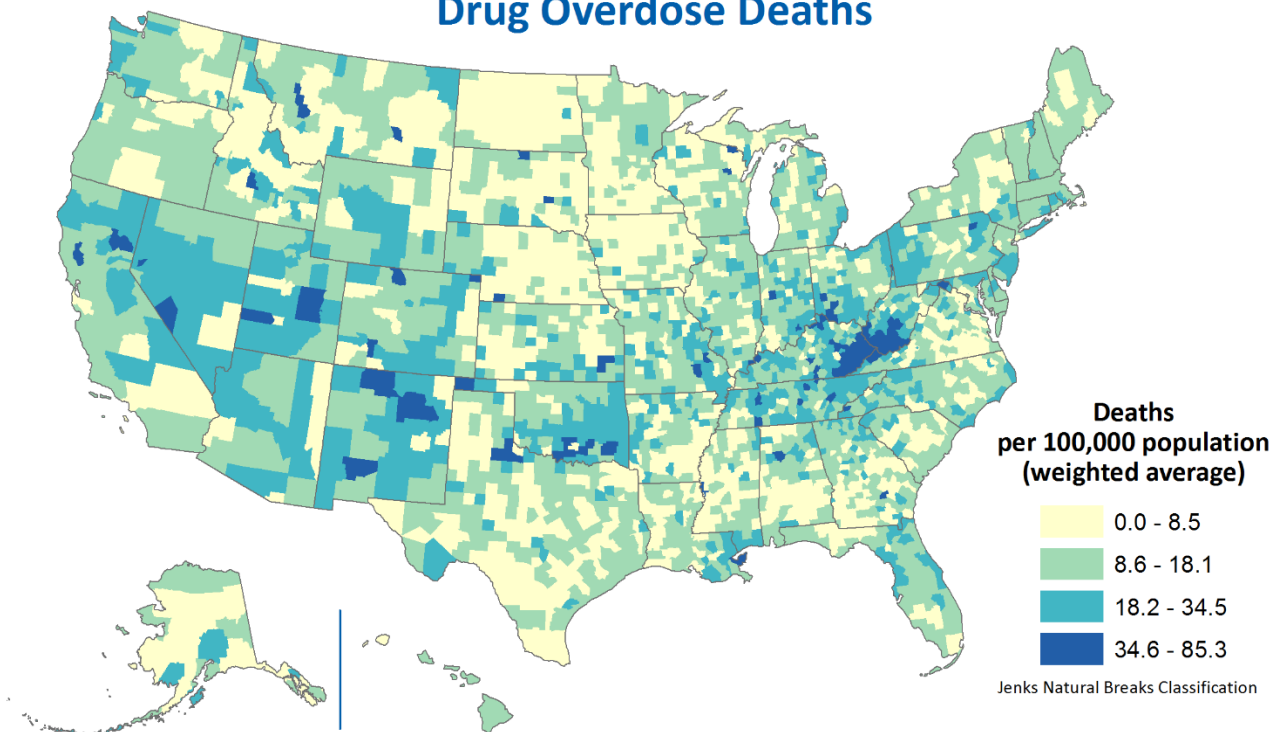 Drug Overdose Deaths
Deaths
per 100,000 population
(weighted average)
0.0 - 8.5
8.6 - 18.1
18.2 - 34.5
34.6 - 85.3
Jenks Natural Breaks Classification